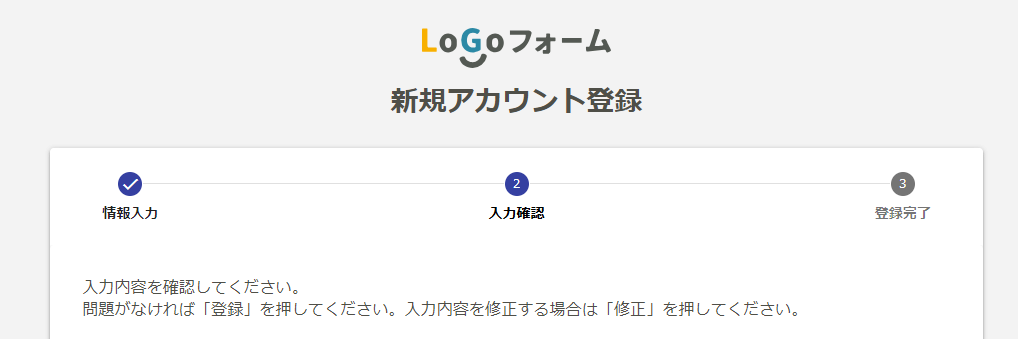 LoGoフォーム
新規アカウント登録
2
3
情報入力
入力確認
登録完了
入力内容を確認してください。
問題がなければ「登録」を押してください。入力内容を修正する場合は「修正」を押してください。